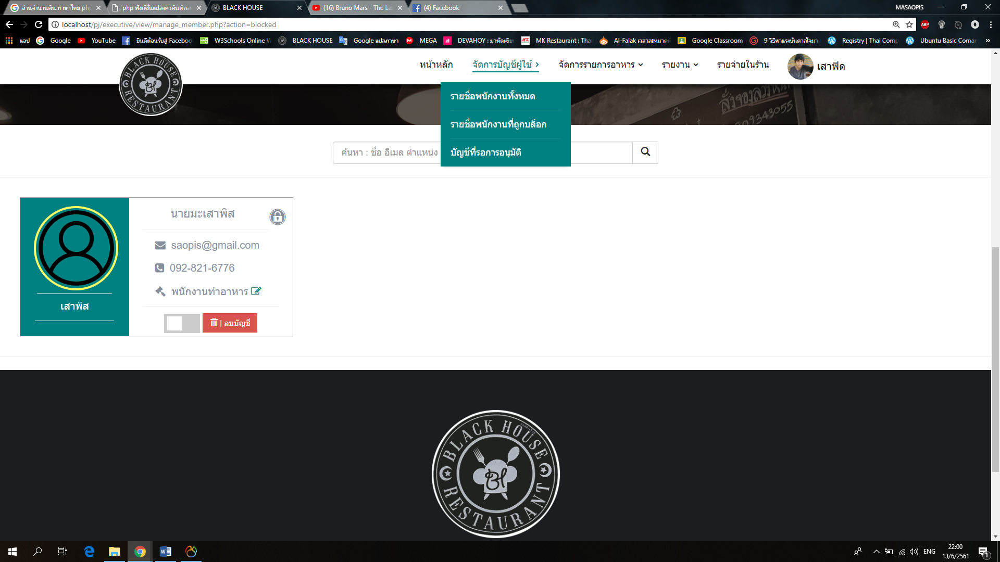 อ่านจำนวนเงิน ภาษาไทย php
php ฟังก์ชั่นแปลงค่าเงินตัวเลข
BLACK HOUSE
(16) Bruno Mars - The Laz
(4) Facebook
MASAOPIS
localhost/pj/executive/view/manage_member.php?action=blocked
ABP
แอป
Google
YouTube
ยินดีต้อนรับสู่ Facebook
W3Schools Online W
BLACK HOUSE
Google แปลภาษา
MEGA
DEVAHOY : มาหัดเขีย
MK Restaurant : Thai
Al-Falak เวลาละหมาด
Google Classroom
9 วิธีหาแรงบันดาลใจมา
Registry | Thai Comp
Ubuntu Basic Coman
»
BLACK HOUSE
Bl
RESTAURANT
หน้าหลัก
จัดการบัญชีผู้ใช้
จัดการรายการอาหาร
รายงาน
รายจ่ายในร้าน
เสาฟิด
รายชื่อพนักงานทั้งหมด
รายชื่อพนักงานที่ถูกบล็อก
บัญชีที่รอการอนุมัติ
ค้นหา : ชื่อ อีเมล ตำแหน่ง
นายมะเสาพิส
saopis@gmail.com
092-821-6776
พนักงานทำอาหาร
เสาพิส
| ลบบัญชี
BLACK HOUSE
Bl
RESTAURANT
ENG
22:00
13/6/2561
1